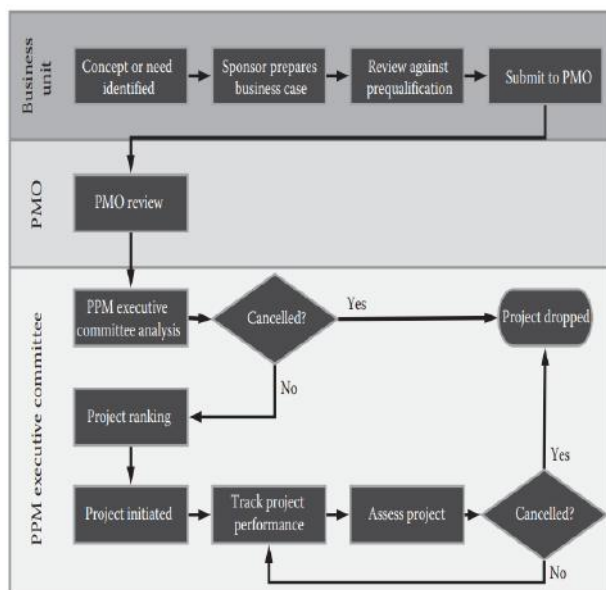 Business
unit
Concept or need
identified
Sponsor prepares
business case
Review against
prequalification
Submit to PMO
PMO
PMO review
PPM executive committee
PPM executive
committee analysis
Cancelled?
Yes
Project dropped
No
Project ranking
Yes
Project initiated
Track project
performance
Assess project
Cancelled?
No